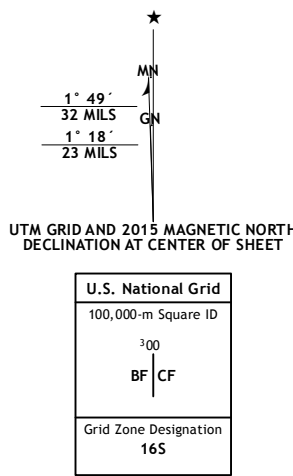 MN
1° 49´
32 MILS
GN
1° 18´
23 MILS
UTM GRID AND 2015 MAGNETIC NORTH
DECLINATION AT CENTER OF SHEET
U.S. National Grid
100,000-m Square ID
³00
BF CF
Grid Zone Designation
16S